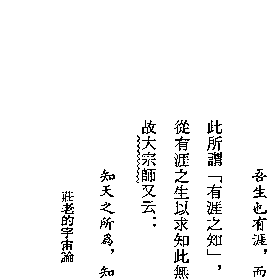 吾生也有涯，而
此所謂「有涯之知」，
從有涯之生以求知此無
故大宗師又云：
知天之所為，知
莊老的宇宙論